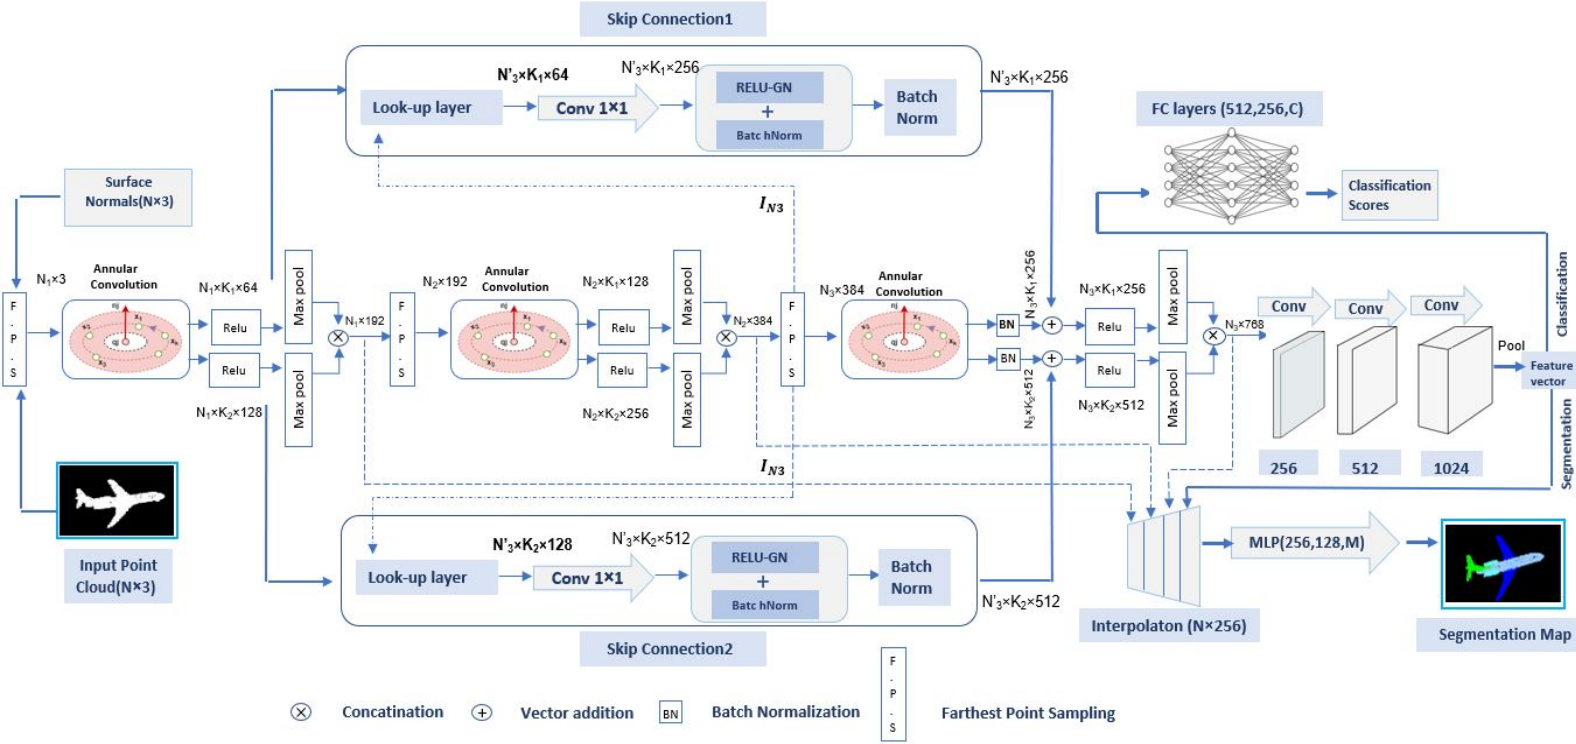 Skip Connection1
N'₃×K₁×64
N'₃×K₁×256
N'₃×K₁×256
Look-up layer
Conv 1×1
RELU-GN
+
Batc hNorm
Batch
Norm
FC layers (512,256,C)
Classification
Scores
Surface
Normals(N×3)
I_N3
N₁×3
Annular
Convolution
N₁×K₁×64
Max pool
Relu
N₁×192
F.P.S
N₂×192
Annular
Convolution
N₂×K₁×128
Max pool
Relu
N₂×384
F.P.S
N₃×384
Annular
Convolution
BN
N₃×K₁×256
N₃×K₁×256
Relu
Max pool
N₃×768
Conv
Conv
Conv
Classification
F.P.S
Relu
Max pool
N₁×K₂×128
Relu
Max pool
N₂×K₂×256
BN
N₃×K₂×512
Relu
Max pool
N₃×K₂×512
Pool
Feature
vector
256
512
1024
Segmentation
I_N3
Input Point
Cloud(N×3)
N'₃×K₂×128
N'₃×K₂×512
Look-up layer
Conv 1×1
RELU-GN
+
Batc hNorm
Batch
Norm
N'₃×K₂×512
MLP(256,128,M)
Interpolaton (N×256)
Segmentation Map
Skip Connection2
Concatination
Vector addition
BN
Batch Normalization
F.P.S
Farthest Point Sampling